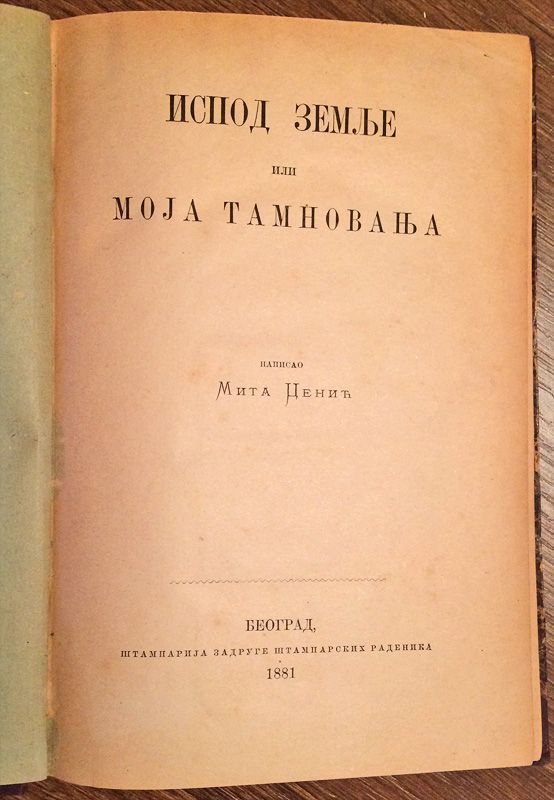 ИСПОД ЗЕМЉЕ
или
МОЈА ТАМНОВАЊА
написао
Мита Ценић
БЕОГРАД,
ШТАМПАРИЈА ЗАДРУГЕ ШТАМПАРСКИХ РАДЕНИКА
1881